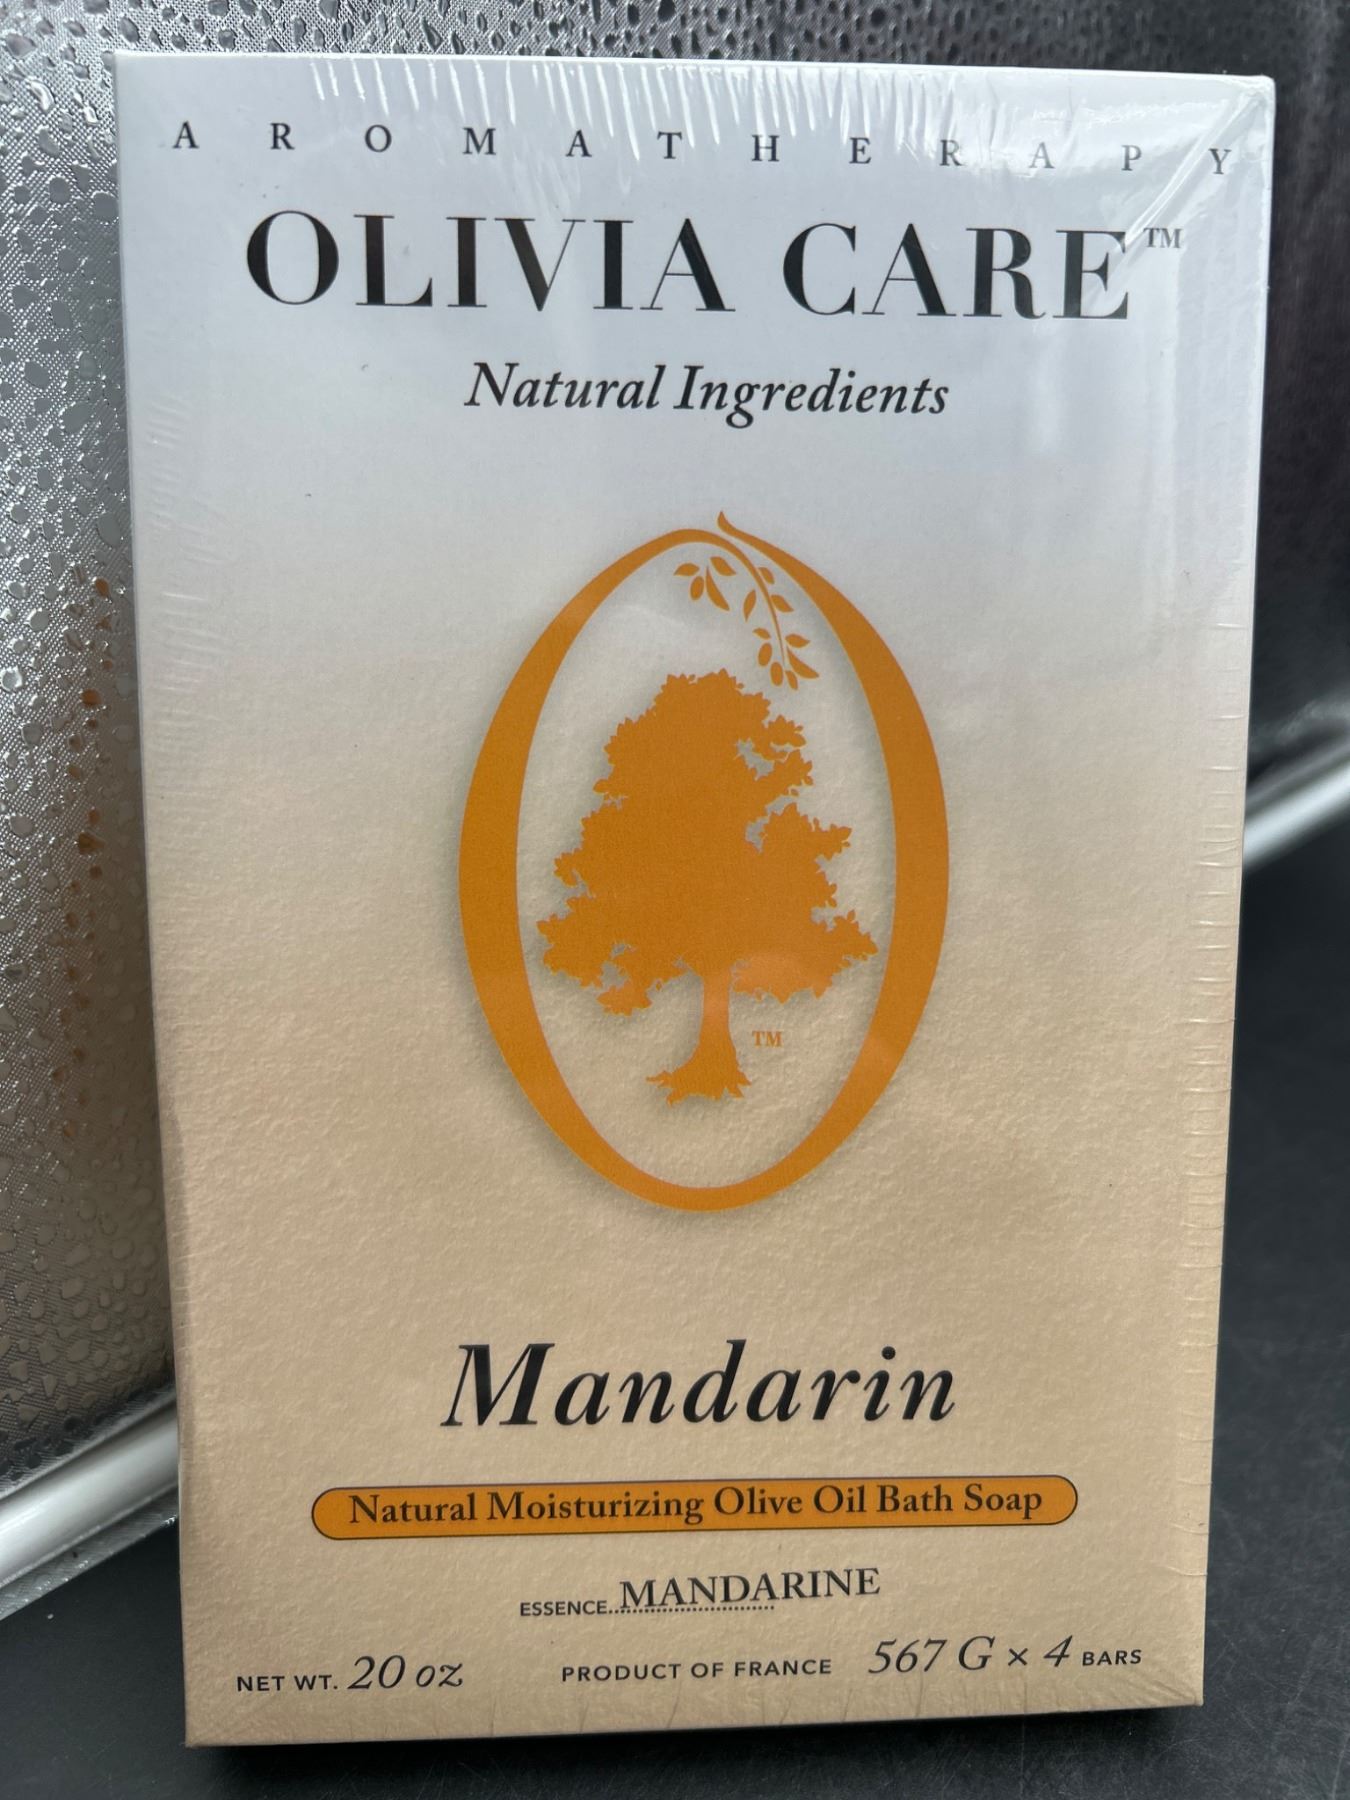 AROMATHERAPY
OLIVIA CARE™
Natural Ingredients
TM
Mandarin
Natural Moisturizing Olive Oil Bath Soap
ESSENCE..MANDARINE
NET WT. 20 OZ PRODUCT OF FRANCE 567 G × 4 BARS